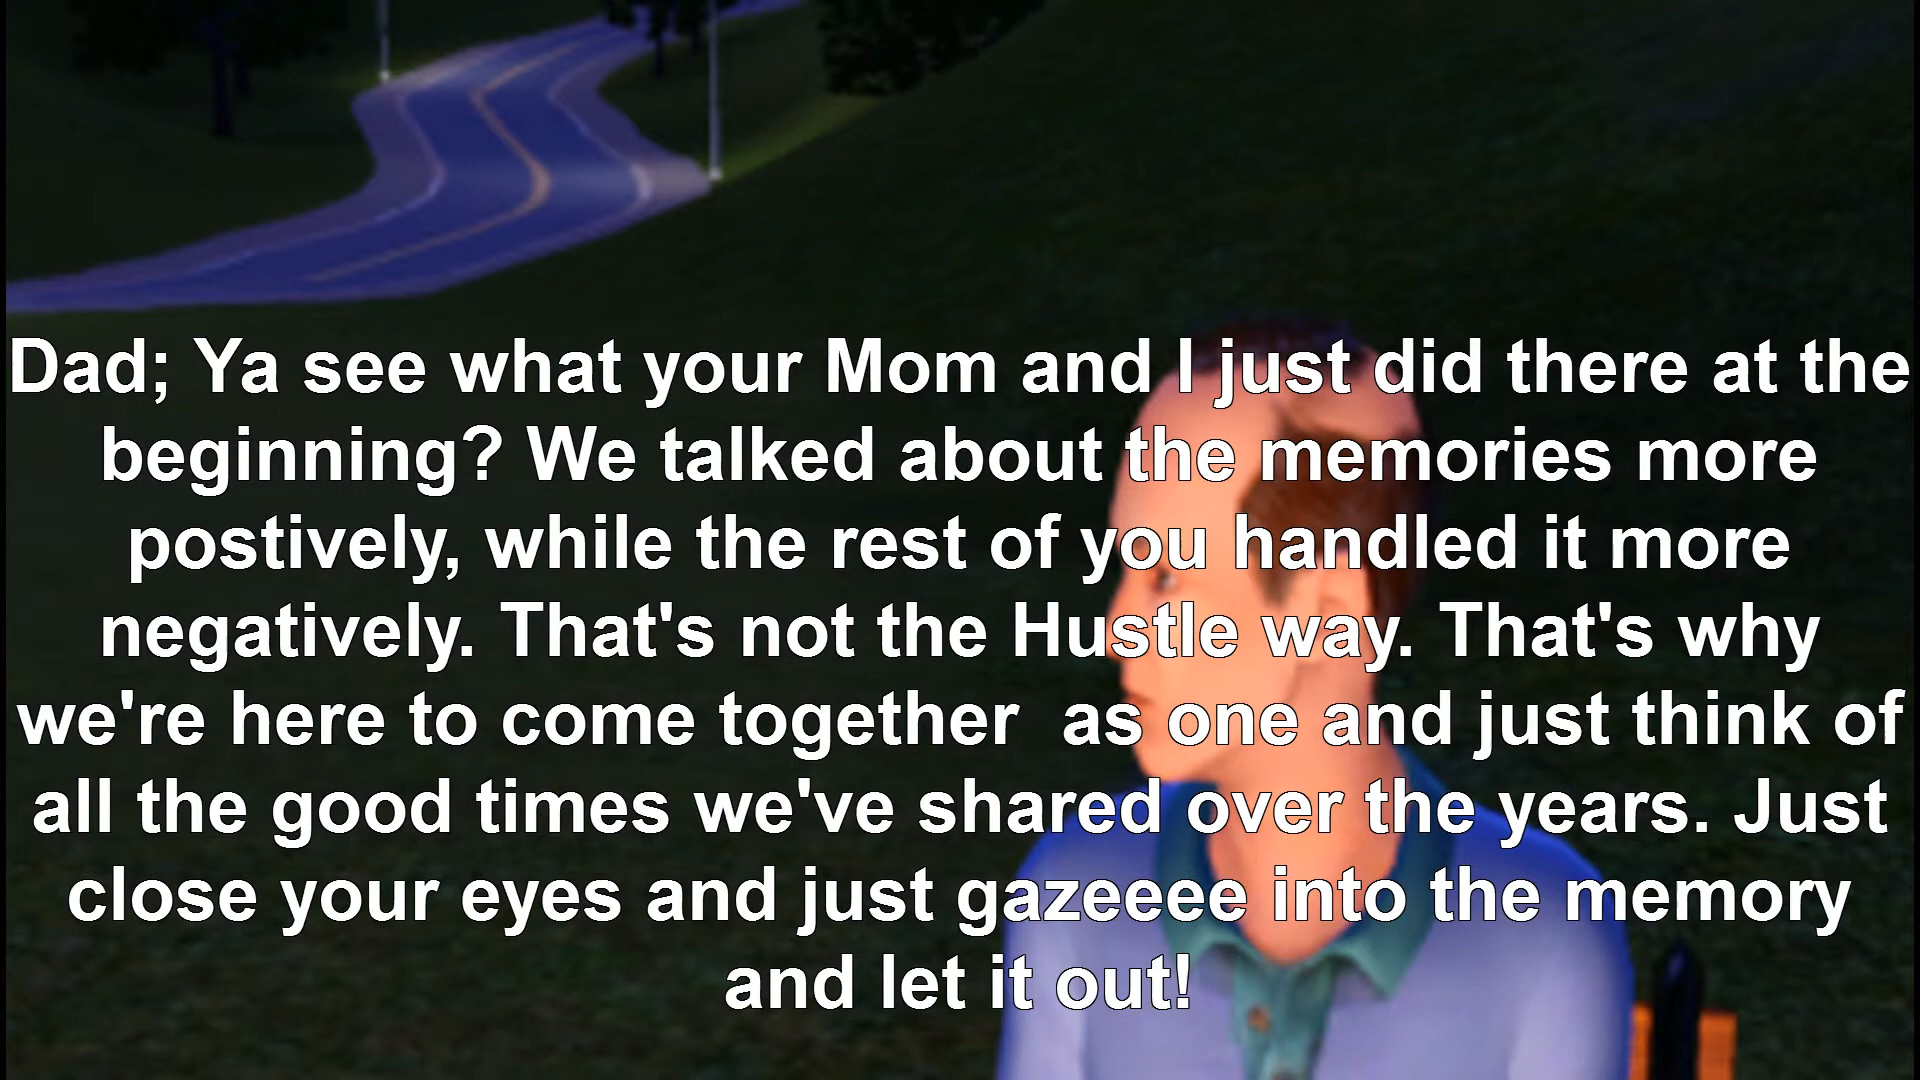 Dad; Ya see what your Mom and I just did there at the
beginning? We talked about the memories more
postively, while the rest of you handled it more
negatively. That's not the Hustle way. That's why
we're here to come together  as one and just think of
all the good times we've shared over the years. Just
close your eyes and just gazeeeee into the memory
and let it out!